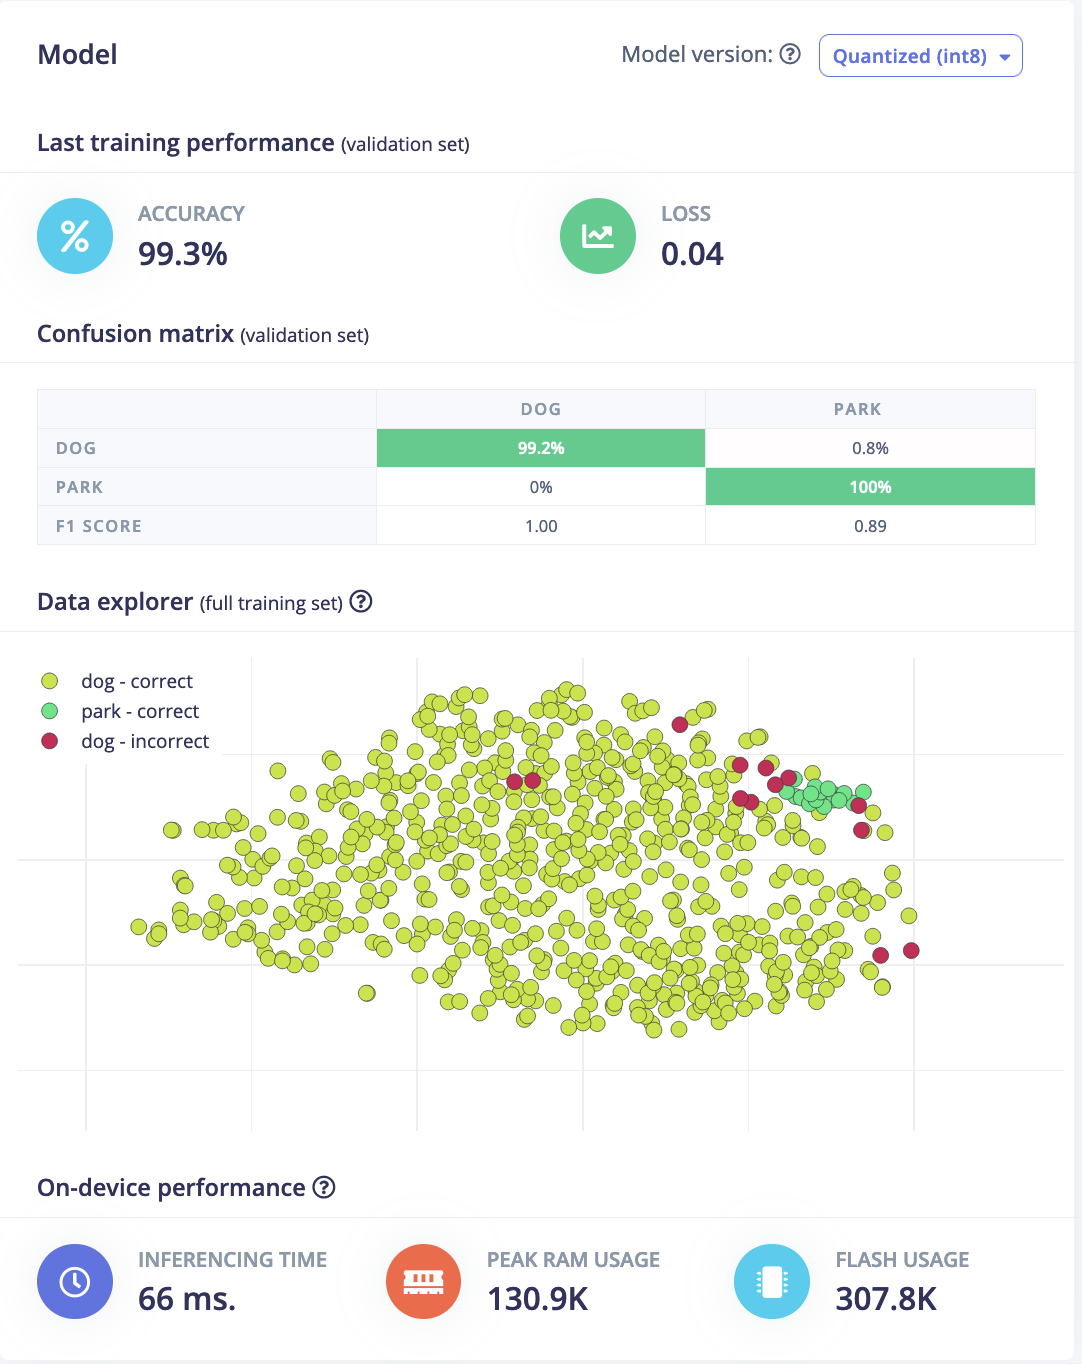 Model
Model version: ? Quantized (int8)
Last training performance (validation set)
% ACCURACY
99.3%
LOSS
0.04
Confusion matrix (validation set)
DOG PARK
DOG 99.2% 0.8%
PARK 0% 100%
F1 SCORE 1.00 0.89
Data explorer (full training set) ?
dog - correct
park - correct
dog - incorrect
On-device performance ?
INFERENCING TIME
66 ms.
PEAK RAM USAGE
130.9K
FLASH USAGE
307.8K